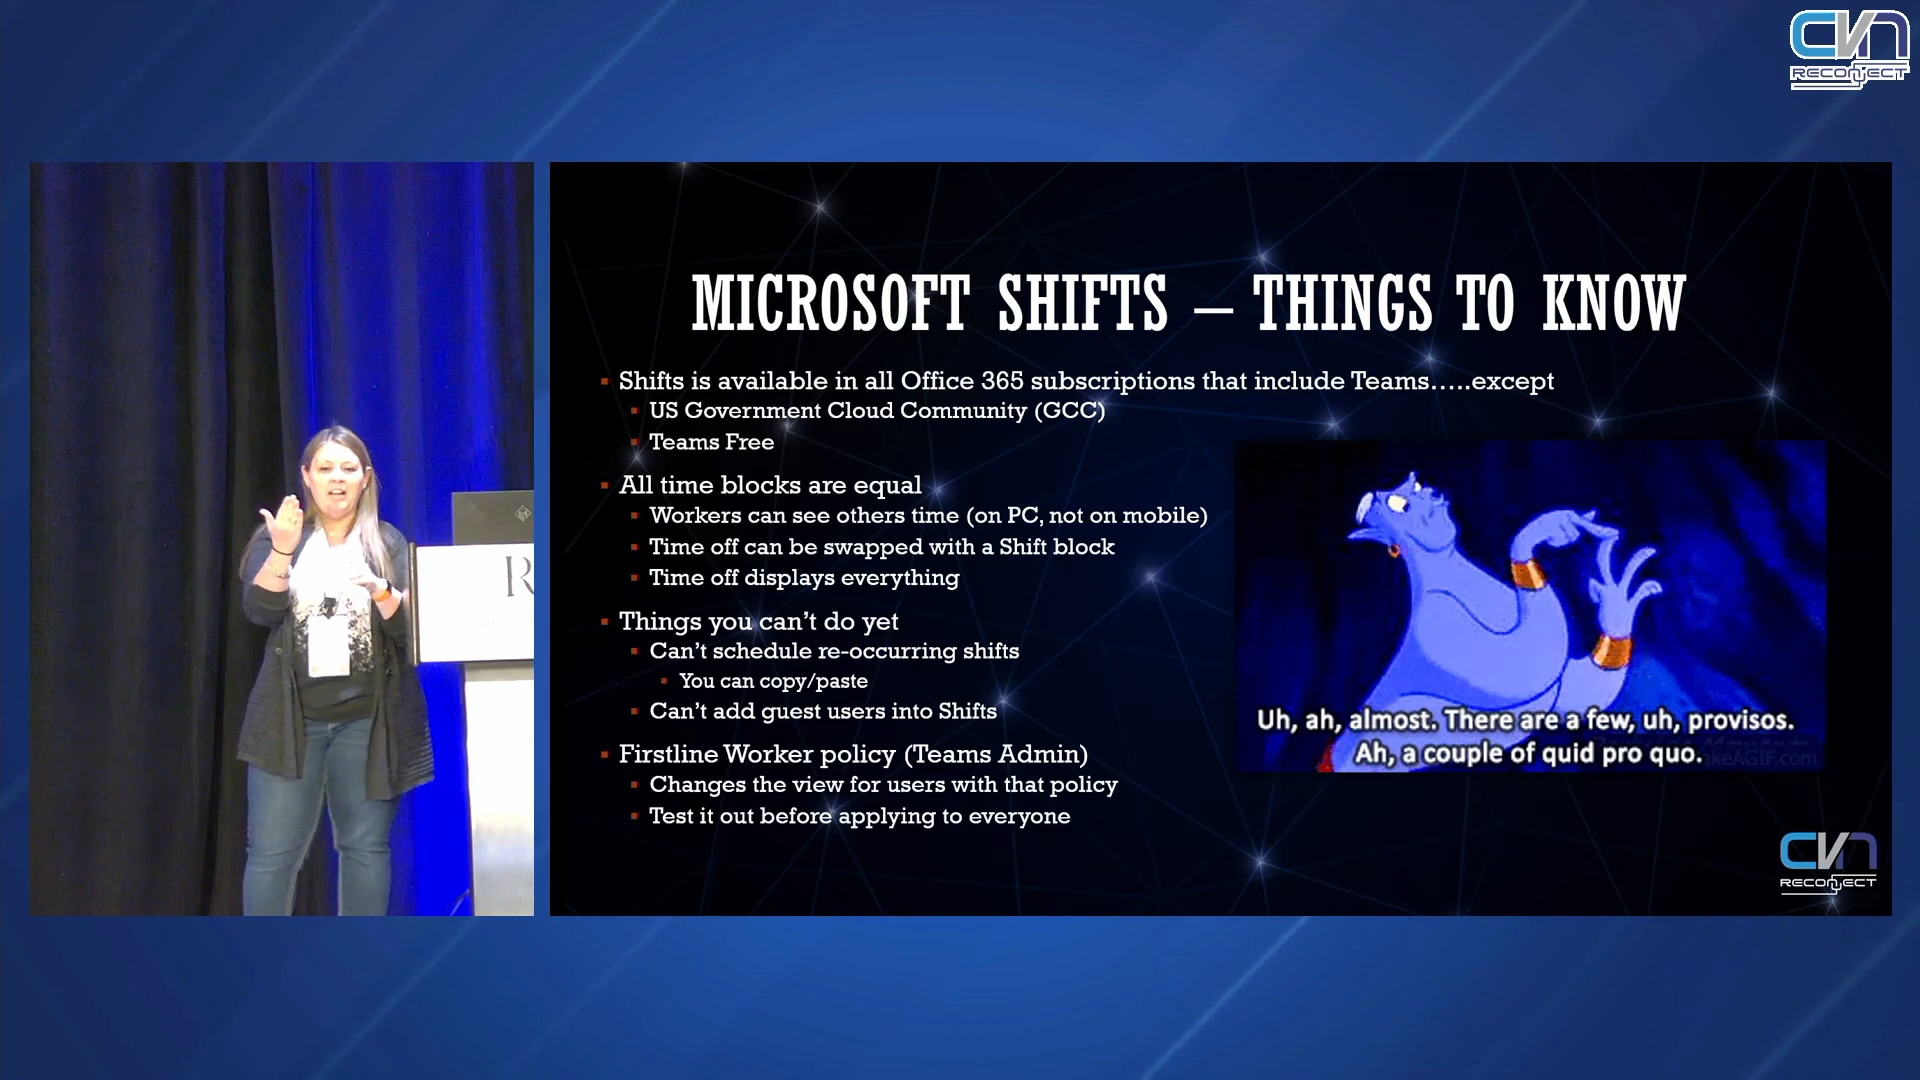 CVN
RECONNECT
MICROSOFT SHIFTS – THINGS TO KNOW
Shifts is available in all Office 365 subscriptions that include Teams…..except
US Government Cloud Community (GCC)
Teams Free
All time blocks are equal
Workers can see others time (on PC, not on mobile)
Time off can be swapped with a Shift block
Time off displays everything
Things you can't do yet
Can't schedule re-occurring shifts
You can copy/paste
Can't add guest users into Shifts
Firstline Worker policy (Teams Admin)
Changes the view for users with that policy
Test it out before applying to everyone
Uh, ah, almost. There are a few, uh, provisos.
Ah, a couple of quid pro quo.
R
CVN
RECONNECT